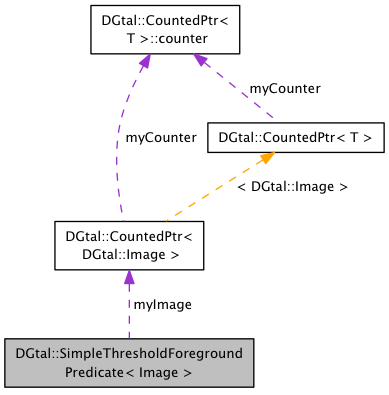 DGtal::CountedPtr<
T >::counter
myCounter
myCounter
DGtal::CountedPtr< T >
< DGtal::Image >
DGtal::CountedPtr<
DGtal::Image >
myImage
DGtal::SimpleThresholdForeground
Predicate< Image >